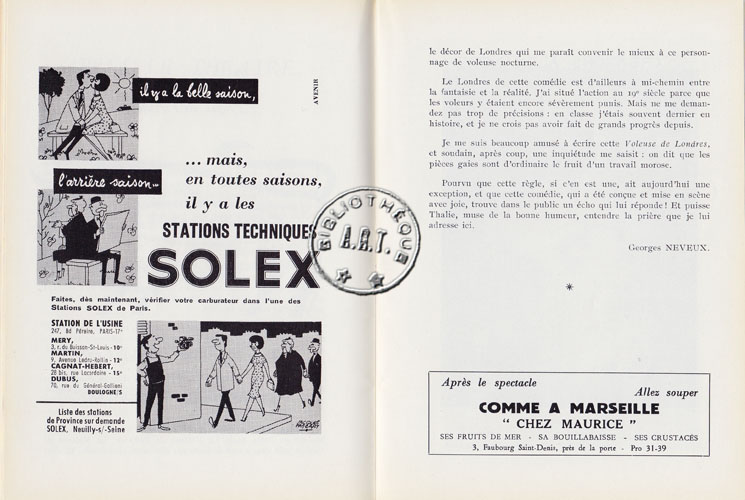 il y a la belle saison,
AVENIR
l'arrière saison...
... mais,
en toutes saisons,
il y a les
STATIONS TECHNIQUES
SOLEX
Faites, dès maintenant, vérifier votre carburateur dans l'une des
Stations SOLEX de Paris.
STATION DE L'USINE
247, Bd Péreire, PARIS-17e
MERY,
3, r. du Buisson-St-Louis - 10e
MARTIN,
9, Avenue Ledru-Rollin - 12e
CAGNAT-HEBERT,
28 bis, rue Lacordaire - 15e
DUBUS,
70, rue du Général-Gallieni
BOULOGNE/S
Liste des stations
de Province sur demande
SOLEX, Neuilly-s/-Seine
BIBLIOTHÈQUE
A.R.T.
le décor de Londres qui me paraît convenir le mieux à ce person-
nage de voleuse nocturne.
Le Londres de cette comédie est d'ailleurs à mi-chemin entre
la fantaisie et la réalité. J'ai situé l'action au 19e siècle parce que
les voleurs y étaient encore sévèrement punis. Mais ne me deman-
dez pas trop de précisions : en classe j'étais souvent dernier en
histoire, et je ne crois pas avoir fait de grands progrès depuis.
Je me suis beaucoup amusé à écrire cette Voleuse de Londres,
et soudain, après coup, une inquiétude me saisit : on dit que les
pièces gaies sont d'ordinaire le fruit d'un travail morose.
Pourvu que cette règle, si c'en est une, ait aujourd'hui une
exception, et que cette comédie, qui a été conçue et mise en scène
avec joie, trouve dans le public un écho qui lui réponde ! Et puisse
Thalie, muse de la bonne humeur, entendre la prière que je lui
adresse ici.
Georges NEVEUX.
*
Après le spectacle
Allez souper
COMME A MARSEILLE
" CHEZ MAURICE "
SES FRUITS DE MER - SA BOUILLABAISSE - SES CRUSTACÉS
3, Faubourg Saint-Denis, près de la porte - Pro 31-39